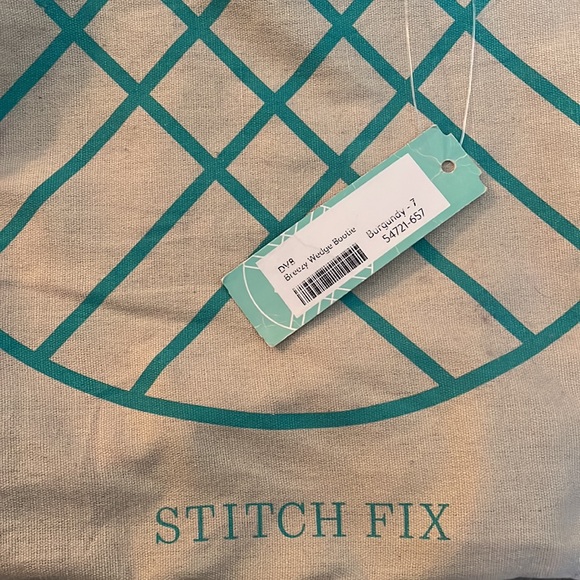 DV8
Breezy Wedge Bootie
Burgundy - 7
54721-657
STITCH FIX